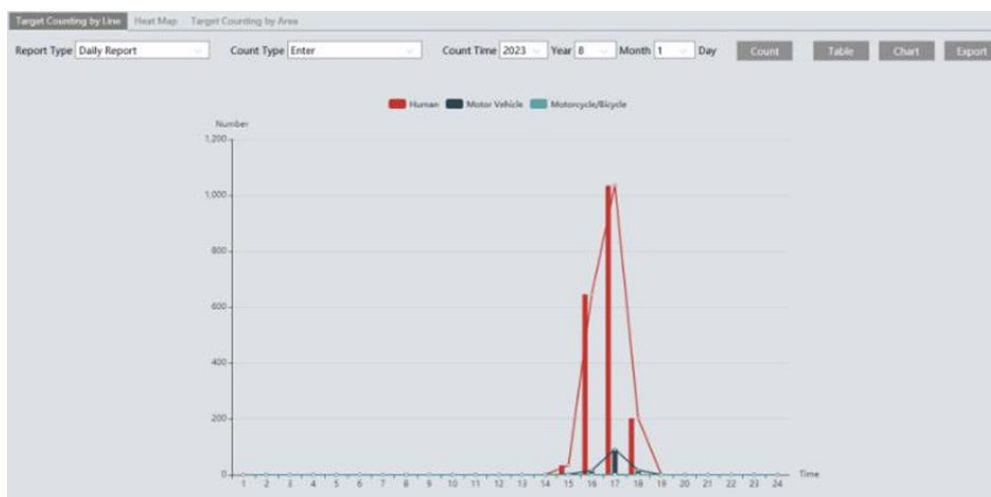 Target Counting by Line Heat Map Target Counting by Area
Report Type Daily Report Count Type Enter Count Time 2023 Year 8 Month 1 Day Count Table Chart Export
Human Motor Vehicle Motorcycle/Bicycle
Number
1,200
1,000
800
600
400
200
0
1 2 3 4 5 6 7 8 9 10 11 12 13 14 15 16 17 18 19 20 21 22 23 24 Time